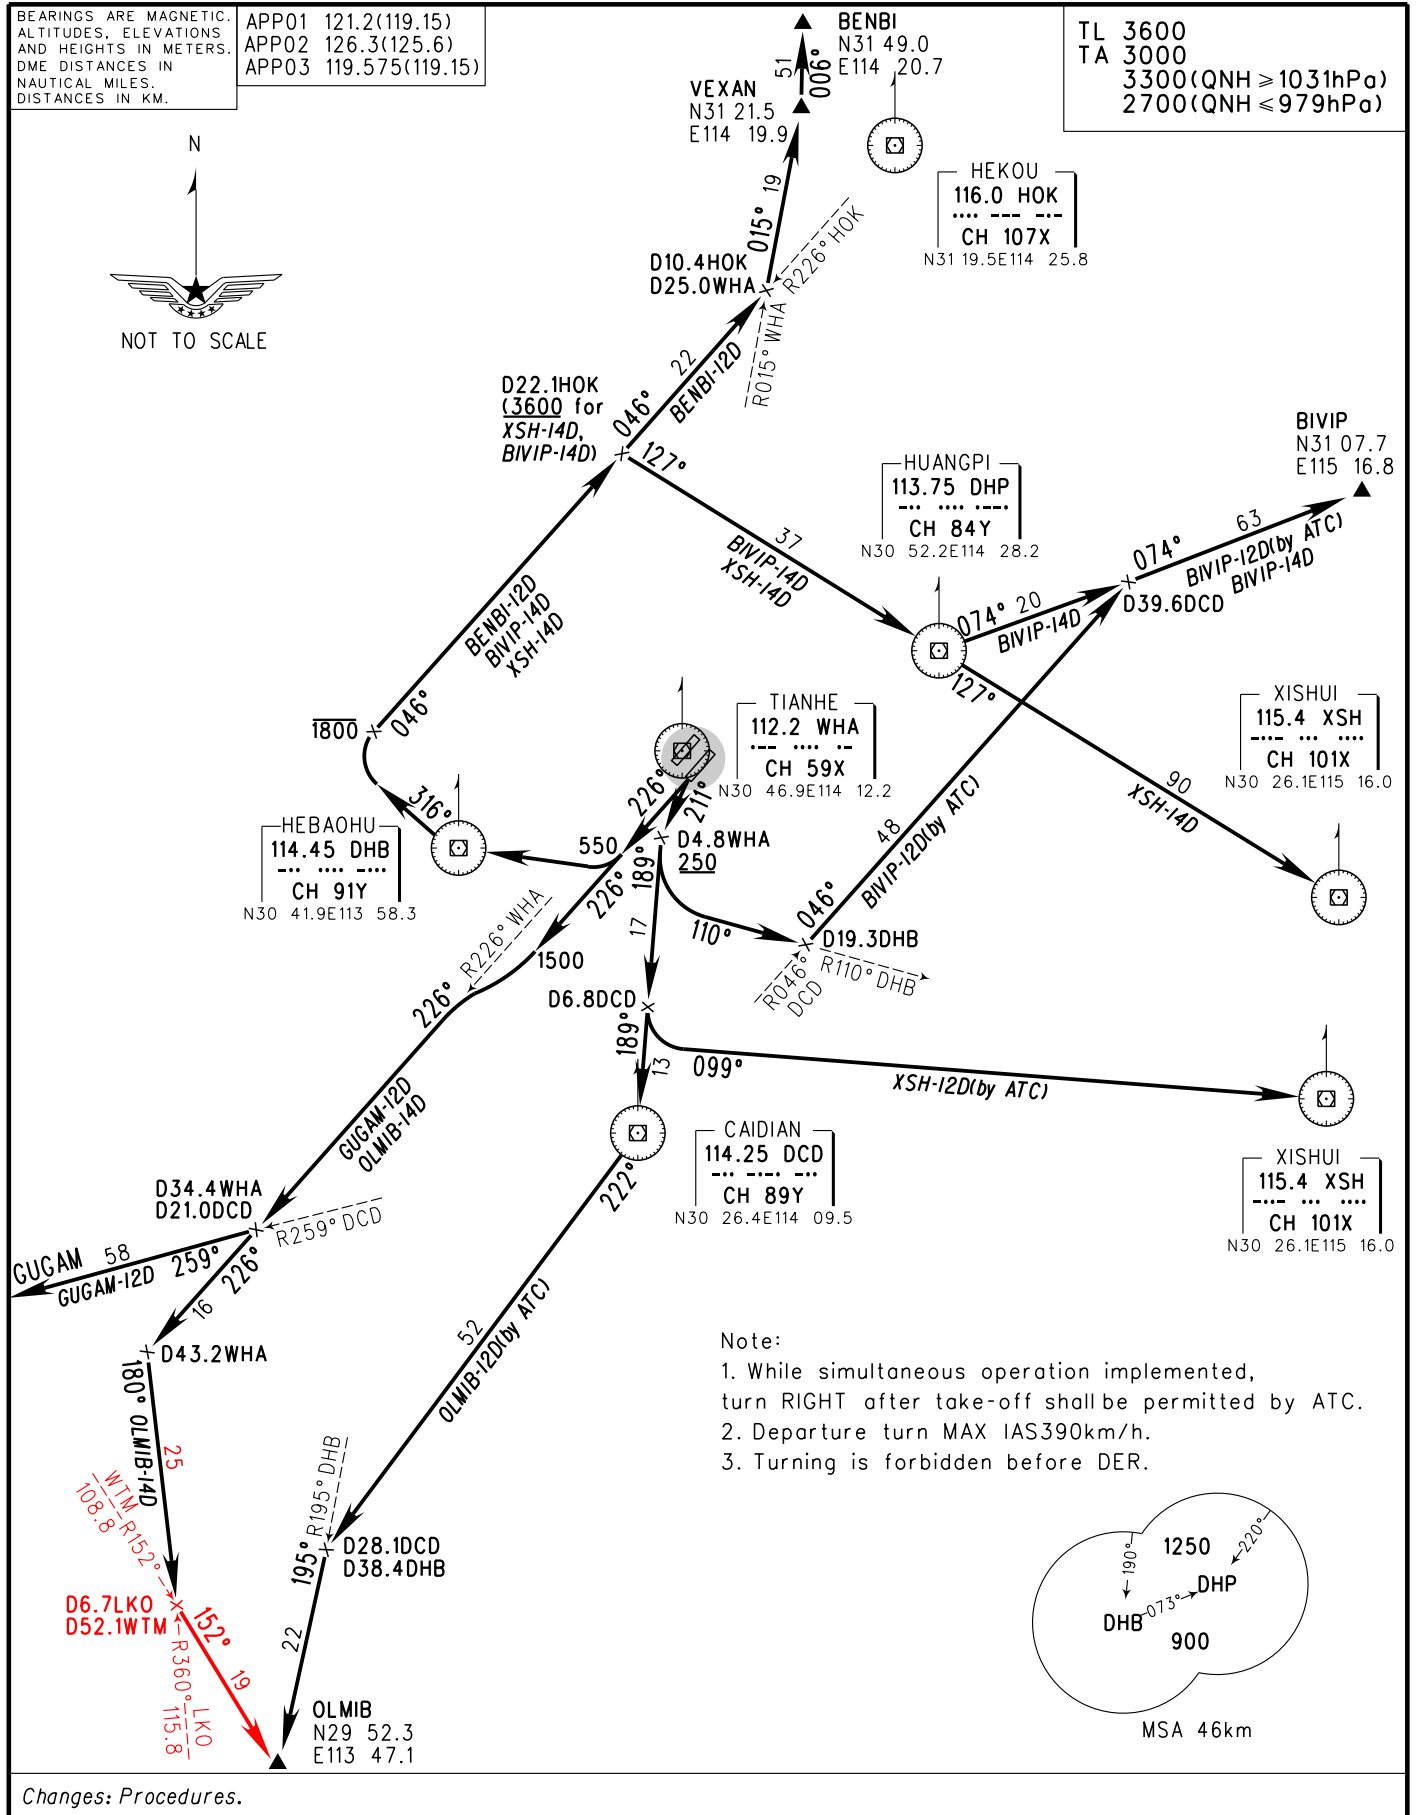 BEARINGS ARE MAGNETIC.
ALTITUDES, ELEVATIONS
AND HEIGHTS IN METERS.
DME DISTANCES IN
NAUTICAL MILES.
DISTANCES IN KM.
APP01 121.2(119.15)
APP02 126.3(125.6)
APP03 119.575(119.15)
TL 3600
TA 3000
3300(QNH ≥1031hPa)
2700(QNH ≤979hPa)
BENBI
N31 49.0
E114 20.7
51
006°
VEXAN
N31 21.5
E114 19.9
N
NOT TO SCALE
HEKOU
116.0 HOK
•••• ——— —•—
CH 107X
N31 19.5E114 25.8
19
015°
R226° HOK
D10.4HOK
D25.0WHA
R015° WHA
22
BENBI-12D
046°
D22.1HOK
(3600 for
XSH-14D,
BIVIP-14D)
127°
37
BIVIP-14D
XSH-14D
HUANGPI
113.75 DHP
—•• •••• •——•
CH 84Y
N30 52.2E114 28.2
BIVIP
N31 07.7
E115 16.8
63
074°
BIVIP-12D(by ATC)
BIVIP-14D
D39.6DCD
074° 20
BIVIP-14D
127°
BENBI-12D
BIVIP-14D
XSH-14D
1800
046°
316°
TIANHE
112.2 WHA
•—— •••• •—
CH 59X
N30 46.9E114 12.2
XISHUI
115.4 XSH
—••— ••• ••••
CH 101X
N30 26.1E115 16.0
90
XSH-14D
HEBAOHU
114.45 DHB
—•• •••• —•••
CH 91Y
N30 41.9E113 58.3
226°
211°
550
D4.8WHA
250
189°
226°
48
BIVIP-12D(by ATC)
046°
110°
D19.3DHB
R110° DHB
R046°
DCD
17
R226° WHA
1500
226°
D6.8DCD
189°
13
099°
XSH-12D(by ATC)
GUGAM-12D
OLMIB-14D
CAIDIAN
114.25 DCD
—•• —•—• —••
CH 89Y
N30 26.4E114 09.5
XISHUI
115.4 XSH
—••— ••• ••••
CH 101X
N30 26.1E115 16.0
222°
D34.4WHA
D21.0DCD
R259° DCD
GUGAM 58
259°
GUGAM-12D
226°
16
D43.2WHA
180° OLMIB-14D
25
52
OLMIB-12D(by ATC)
Note:
1. While simultaneous operation implemented,
turn RIGHT after take-off shall be permitted by ATC.
2. Departure turn MAX IAS390km/h.
3. Turning is forbidden before DER.
WTM R152°
108.8
R195° DHB
195°
D28.1DCD
D38.4DHB
22
D6.7LKO
D52.1WTM
152°
19
R360° LKO
115.8
OLMIB
N29 52.3
E113 47.1
190°
1250
220°
DHP
073°
DHB
900
MSA 46km
Changes: Procedures.